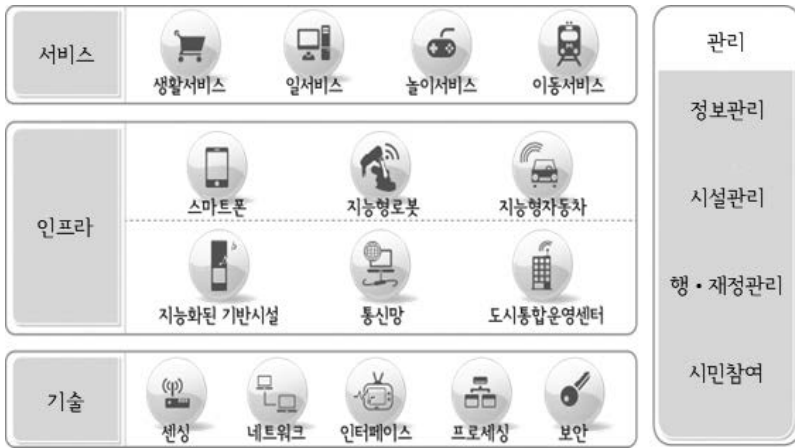 서비스
생활서비스 일서비스 놀이서비스 이동서비스
인프라
스마트폰 지능형로봇 지능형자동차
지능화된 기반시설 통신망 도시통합운영센터
기술
센싱 네트워크 인터페이스 프로세싱 보안
관리
정보관리
시설관리
행・재정관리
시민참여